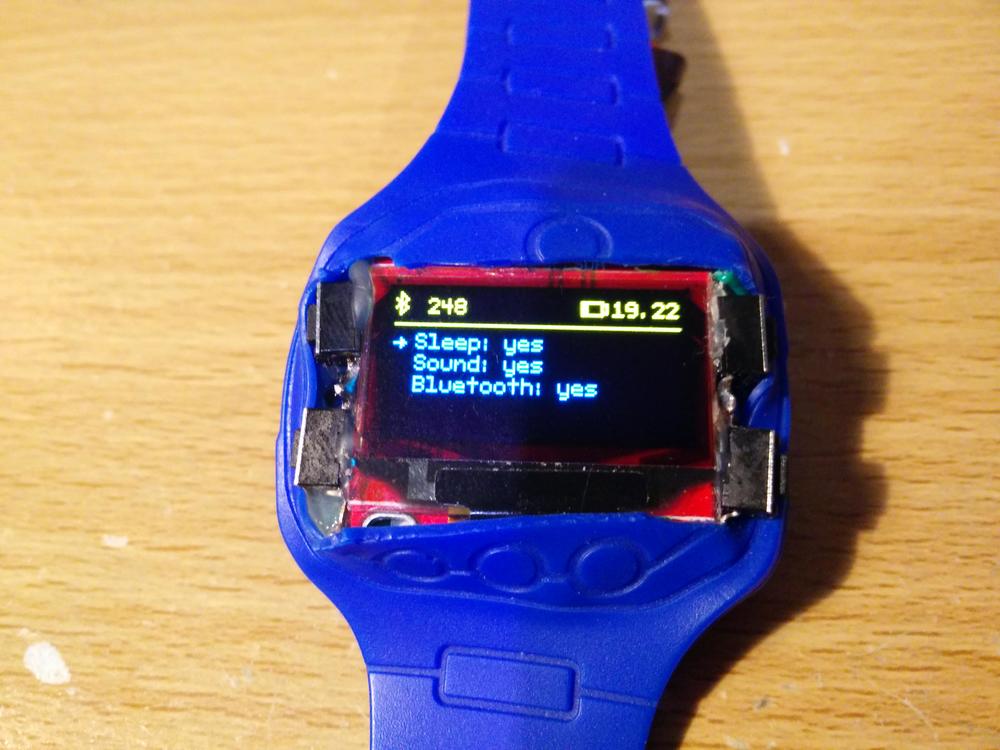 248 19.22
Sleep: yes
Sound: yes
Bluetooth: yes